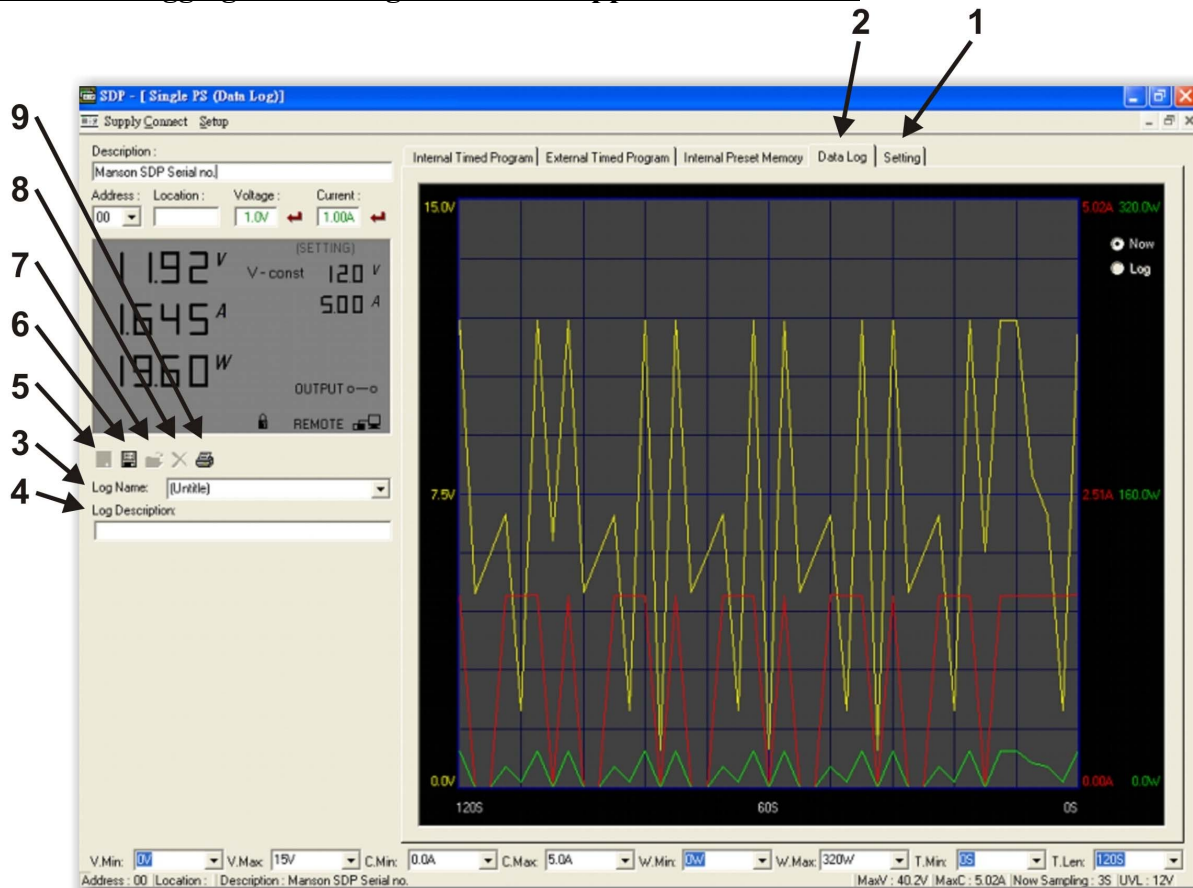 2 1
SDP - [ Single PS (Data Log)]
Supply Connect Setup
9
8
7
6
5
3
4
Description :
Manson SDP Serial no.
Address : Location : Voltage : Current :
00 1.0V 1.00A
11.92 V (SETTING)
V-const 12.0 V
1.645 A 5.00 A
19.60 W
OUTPUT
REMOTE
Log Name: (Untitle)
Log Description:
Internal Timed Program External Timed Program Internal Preset Memory Data Log Setting
15.0V 5.02A 320.0W
Now
Log
7.5V 2.51A 160.0W
0.0V 0.00A 0.0W
120S 60S 0S
V.Min: 0V V.Max: 15V C.Min: 0.0A C.Max: 5.0A W.Min: 0W W.Max: 320W T.Min: 0S T.Len: 120S
Address : 00 Location : Description : Manson SDP Serial no. MaxV : 40.2V MaxC : 5.02A Now Sampling : 3S UVL : 12V